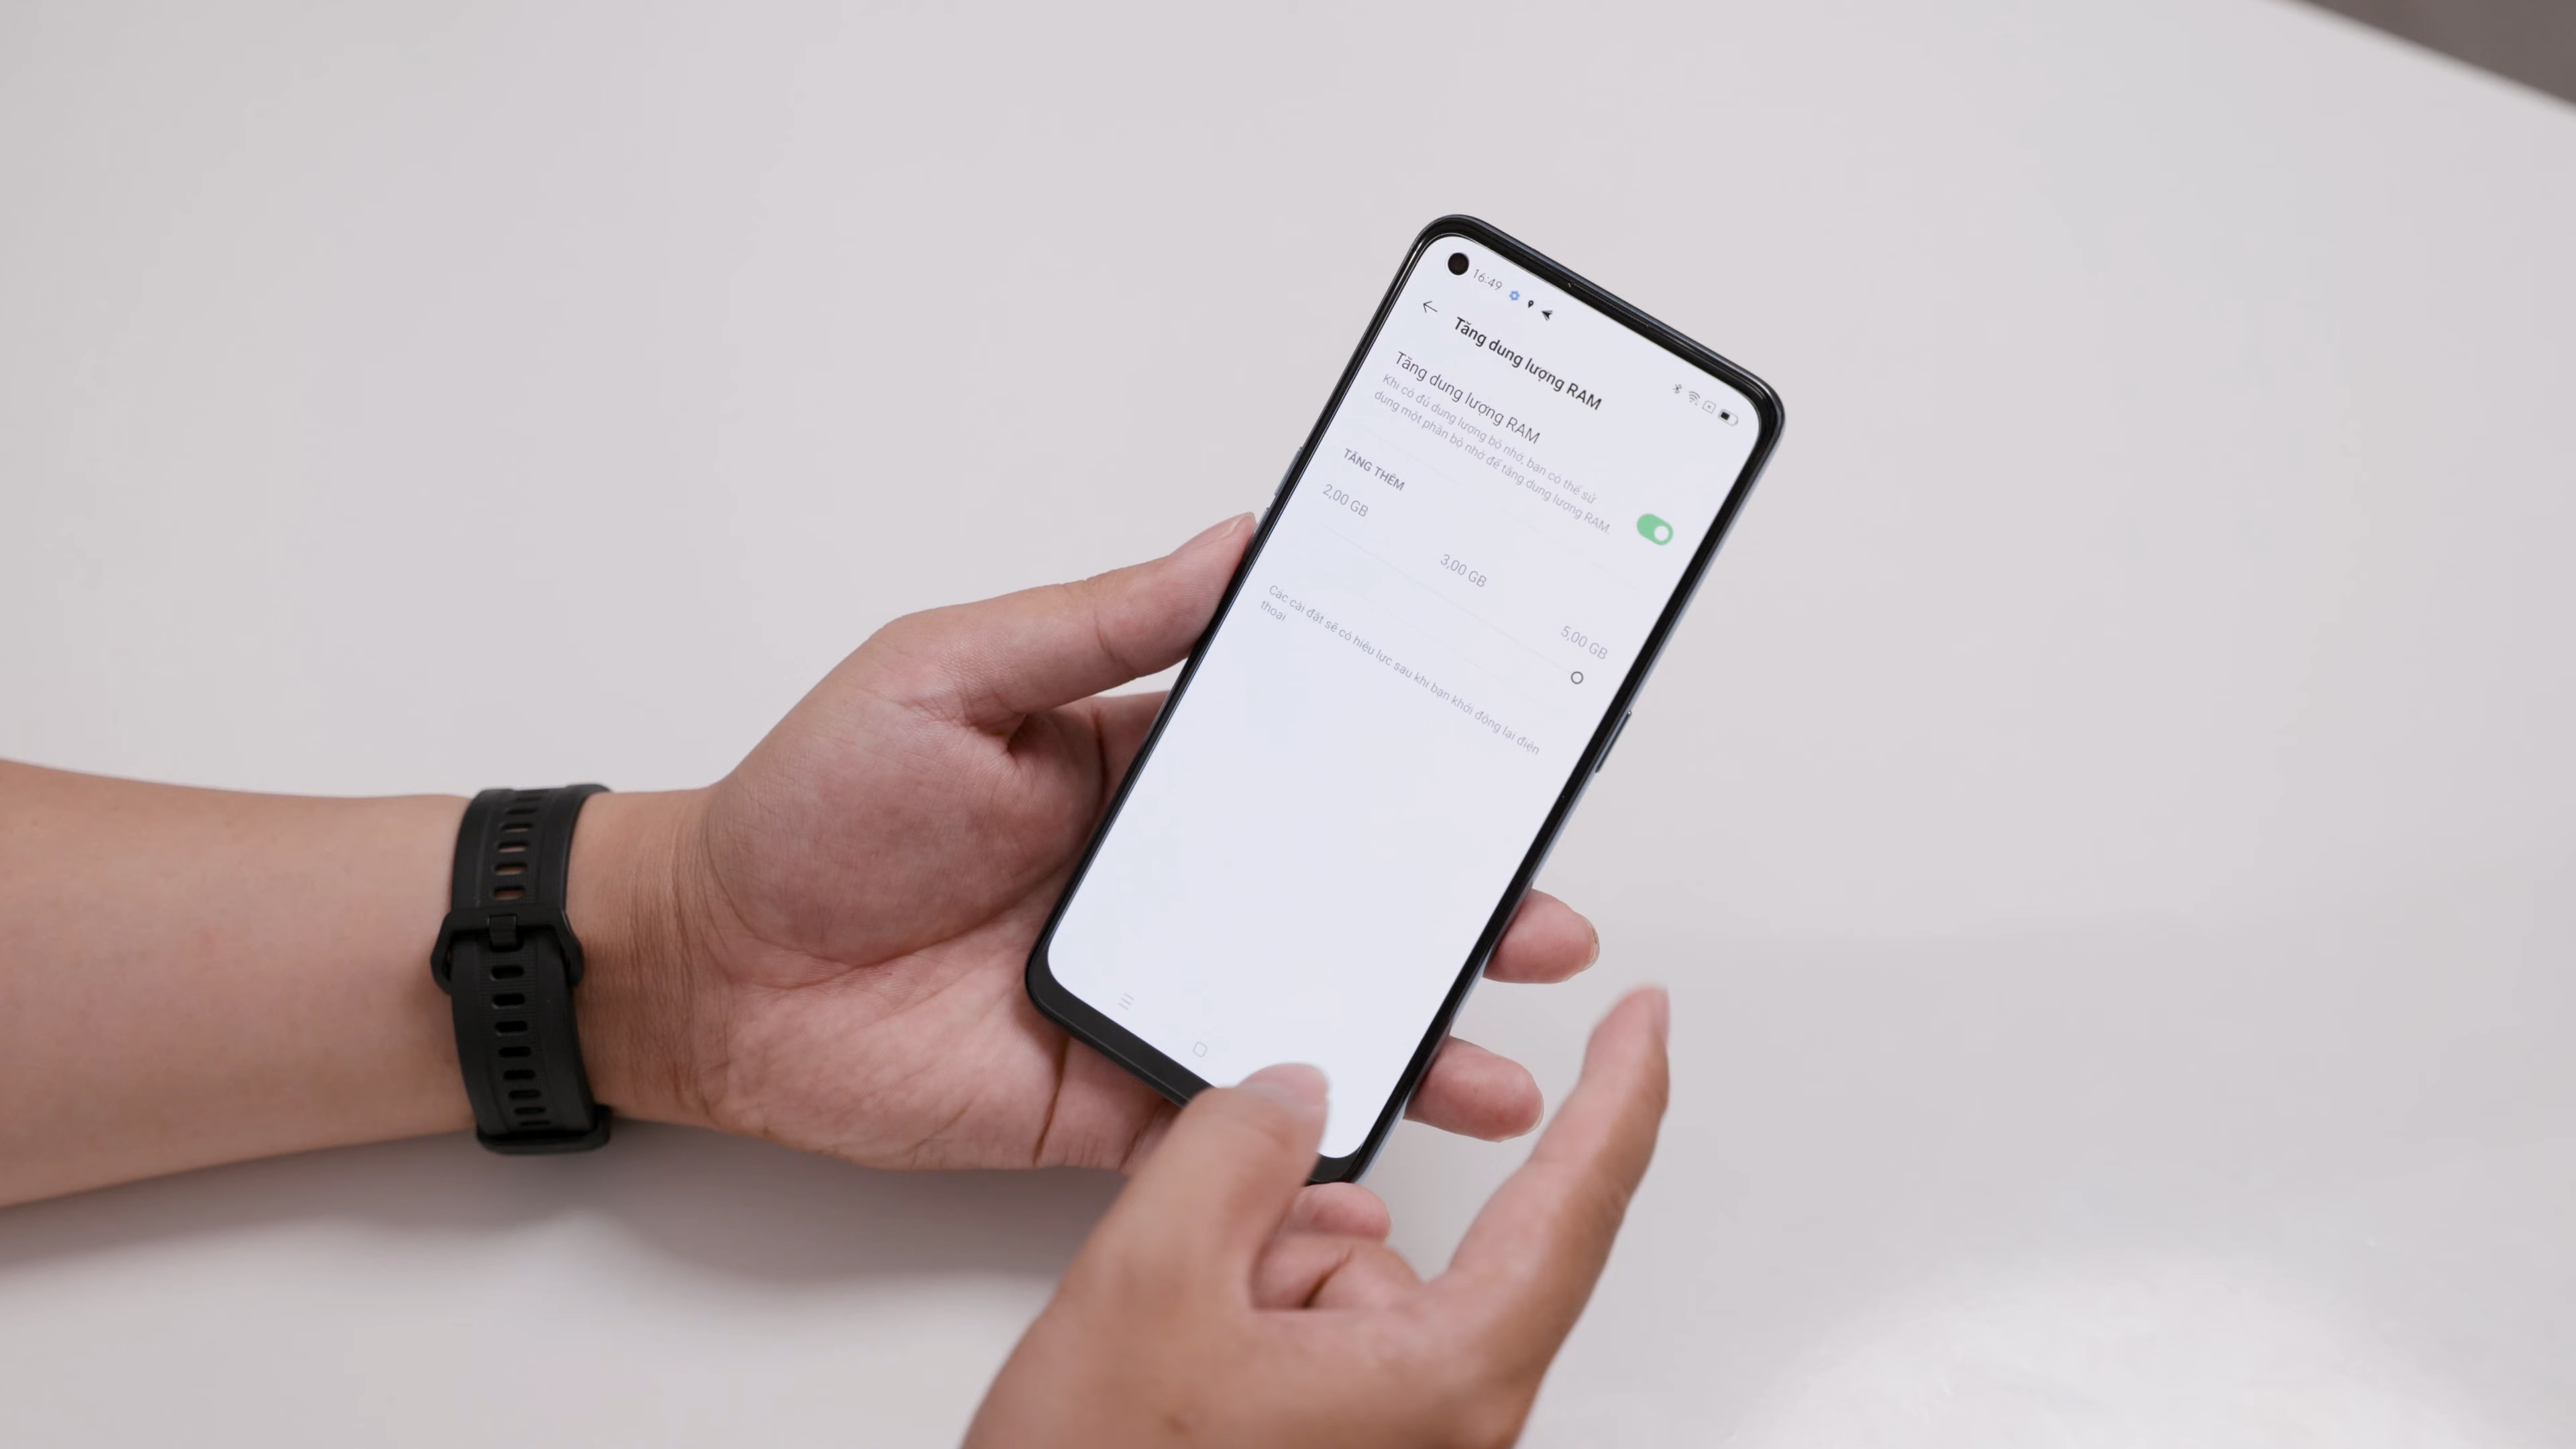 16:49
Tăng dung lượng RAM
Tăng dung lượng RAM
Khi có đủ dung lượng bộ nhớ, bạn có thể sử
dụng một phần bộ nhớ để tăng dung lượng RAM.
TĂNG THÊM
2,00 GB
3,00 GB
5,00 GB
Các cài đặt sẽ có hiệu lực sau khi bạn khởi động lại điện
thoại